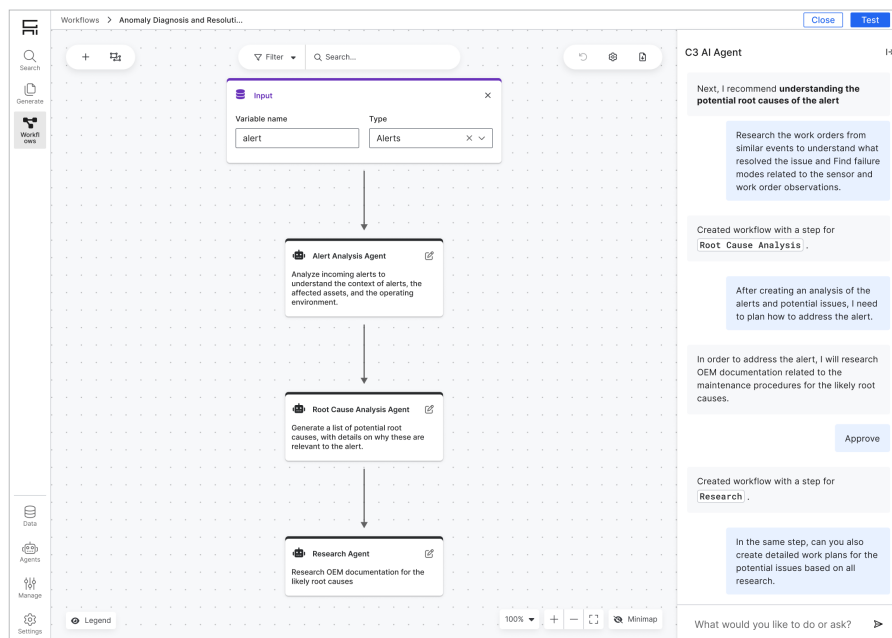 Workflows > Anomaly Diagnosis and Resoluti...
Close
Test
Search
Generate
Workfl
ows
Data
Agents
Manage
Settings
Filter
Search...
Input
Variable name
Type
alert
Alerts
Alert Analysis Agent
Analyze incoming alerts to
understand the context of alerts, the
affected assets, and the operating
environment.
Root Cause Analysis Agent
Generate a list of potential root
causes, with details on why these are
relevant to the alert.
Research Agent
Research OEM documentation for the
likely root causes
Legend
100%
Minimap
C3 AI Agent
Next, I recommend understanding the
potential root causes of the alert
Research the work orders from
similar events to understand what
resolved the issue and Find failure
modes related to the sensor and
work order observations.
Created workflow with a step for
Root Cause Analysis .
After creating an analysis of the
alerts and potential issues, I need
to plan how to address the alert.
In order to address the alert, I will research
OEM documentation related to the
maintenance procedures for the likely root
causes.
Approve
Created workflow with a step for
Research .
In the same step, can you also
create detailed work plans for the
potential issues based on all
research.
What would you like to do or ask?